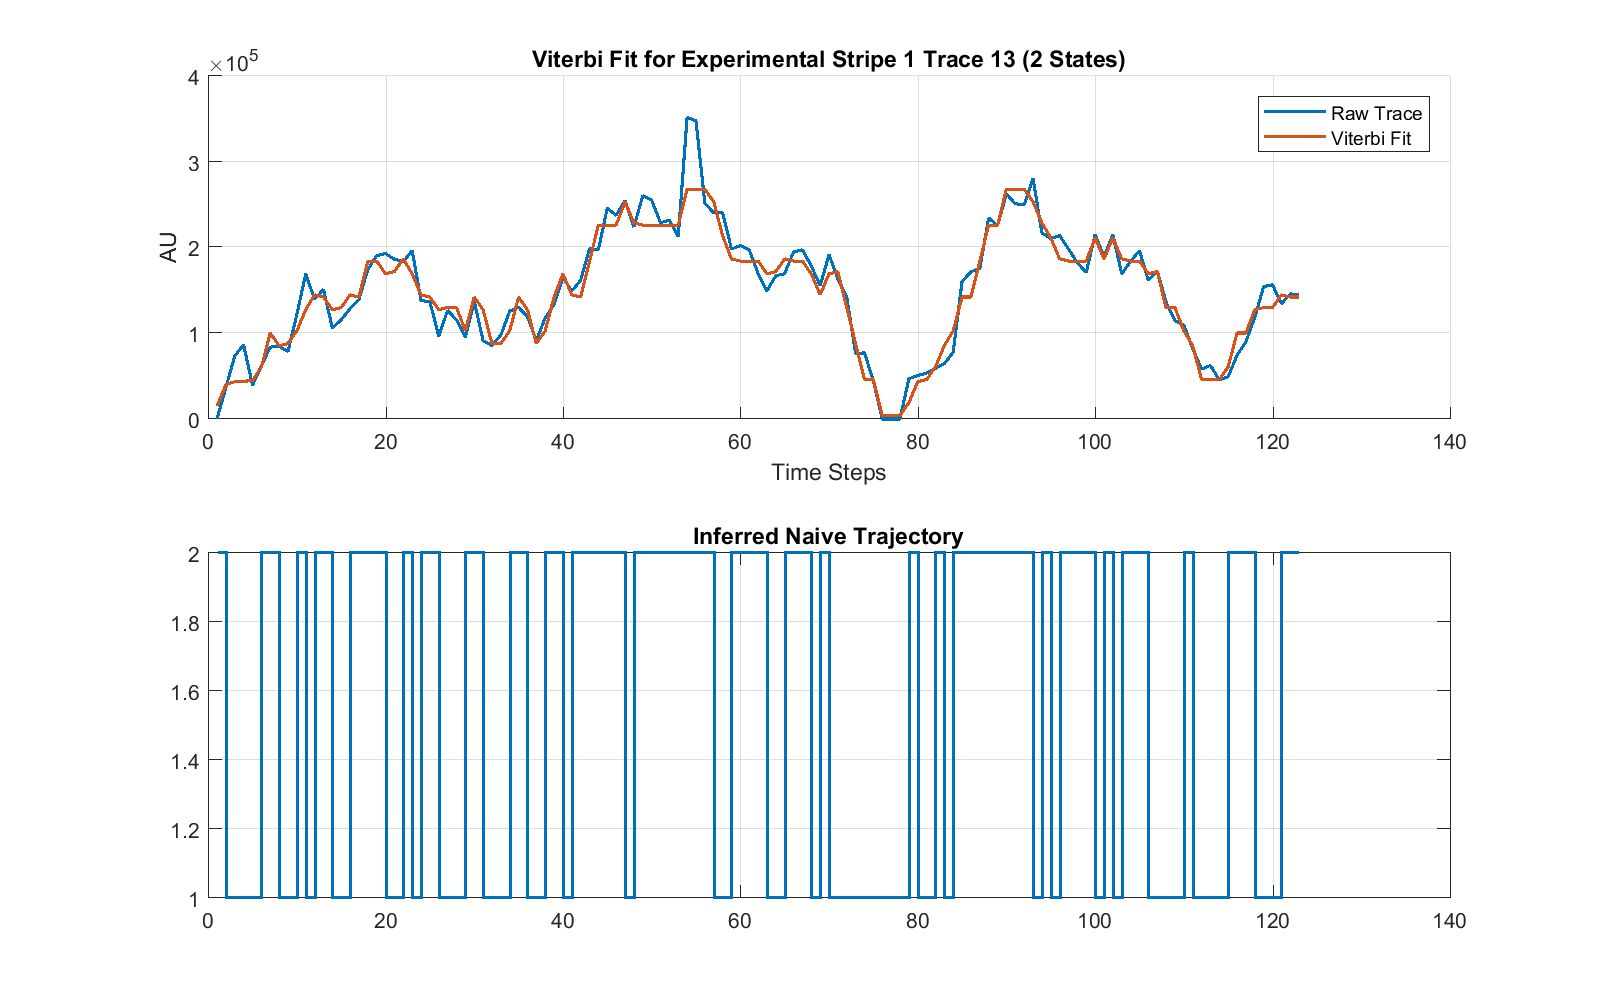 Viterbi Fit for Experimental Stripe 1 Trace 13 (2 States)
×10⁵
4
3
2
1
0
AU
Raw Trace
Viterbi Fit
0 20 40 60 80 100 120 140
Time Steps
Inferred Naive Trajectory
2
1.8
1.6
1.4
1.2
1
0 20 40 60 80 100 120 140